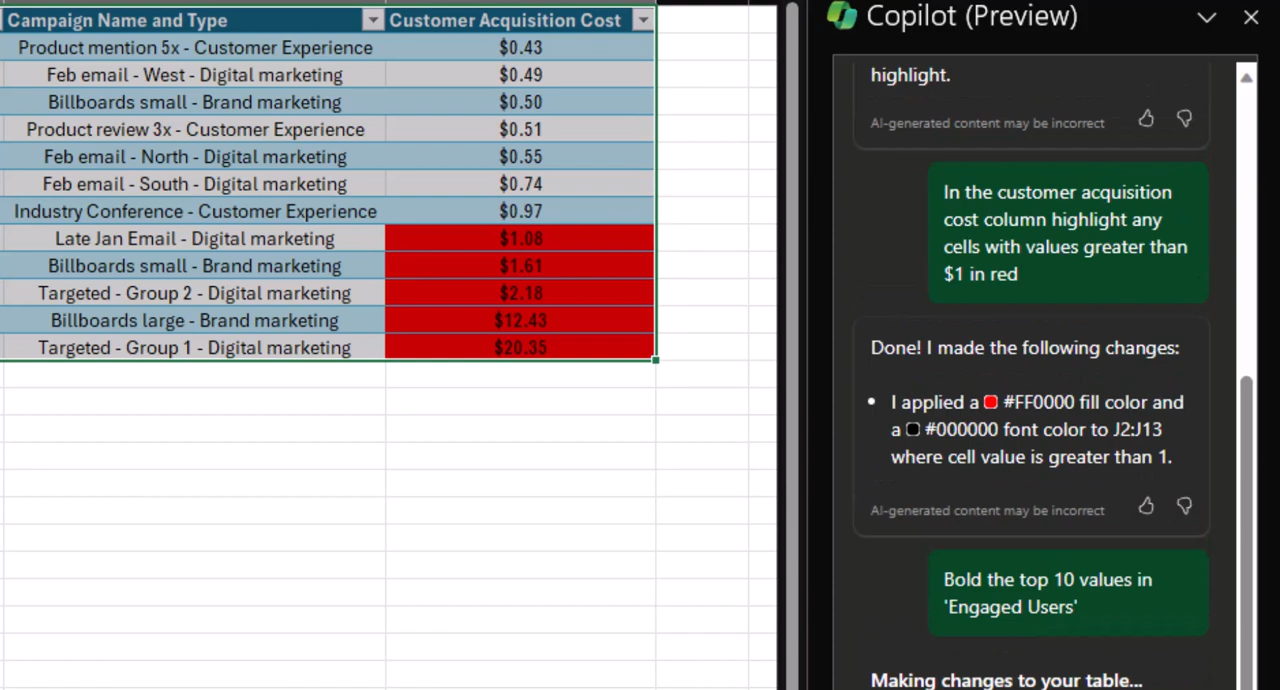 Campaign Name and Type Customer Acquisition Cost
Product mention 5x - Customer Experience $0.43
Feb email - West - Digital marketing $0.49
Billboards small - Brand marketing $0.50
Product review 3x - Customer Experience $0.51
Feb email - North - Digital marketing $0.55
Feb email - South - Digital marketing $0.74
Industry Conference - Customer Experience $0.97
Late Jan Email - Digital marketing $1.08
Billboards small - Brand marketing $1.61
Targeted - Group 2 - Digital marketing $2.18
Billboards large - Brand marketing $12.43
Targeted - Group 1 - Digital marketing $20.35
Copilot (Preview)
highlight.
AI-generated content may be incorrect
In the customer acquisition
cost column highlight any
cells with values greater than
$1 in red
Done! I made the following changes:
• I applied a #FF0000 fill color and
a #000000 font color to J2:J13
where cell value is greater than 1.
AI-generated content may be incorrect
Bold the top 10 values in
'Engaged Users'
Making changes to your table...